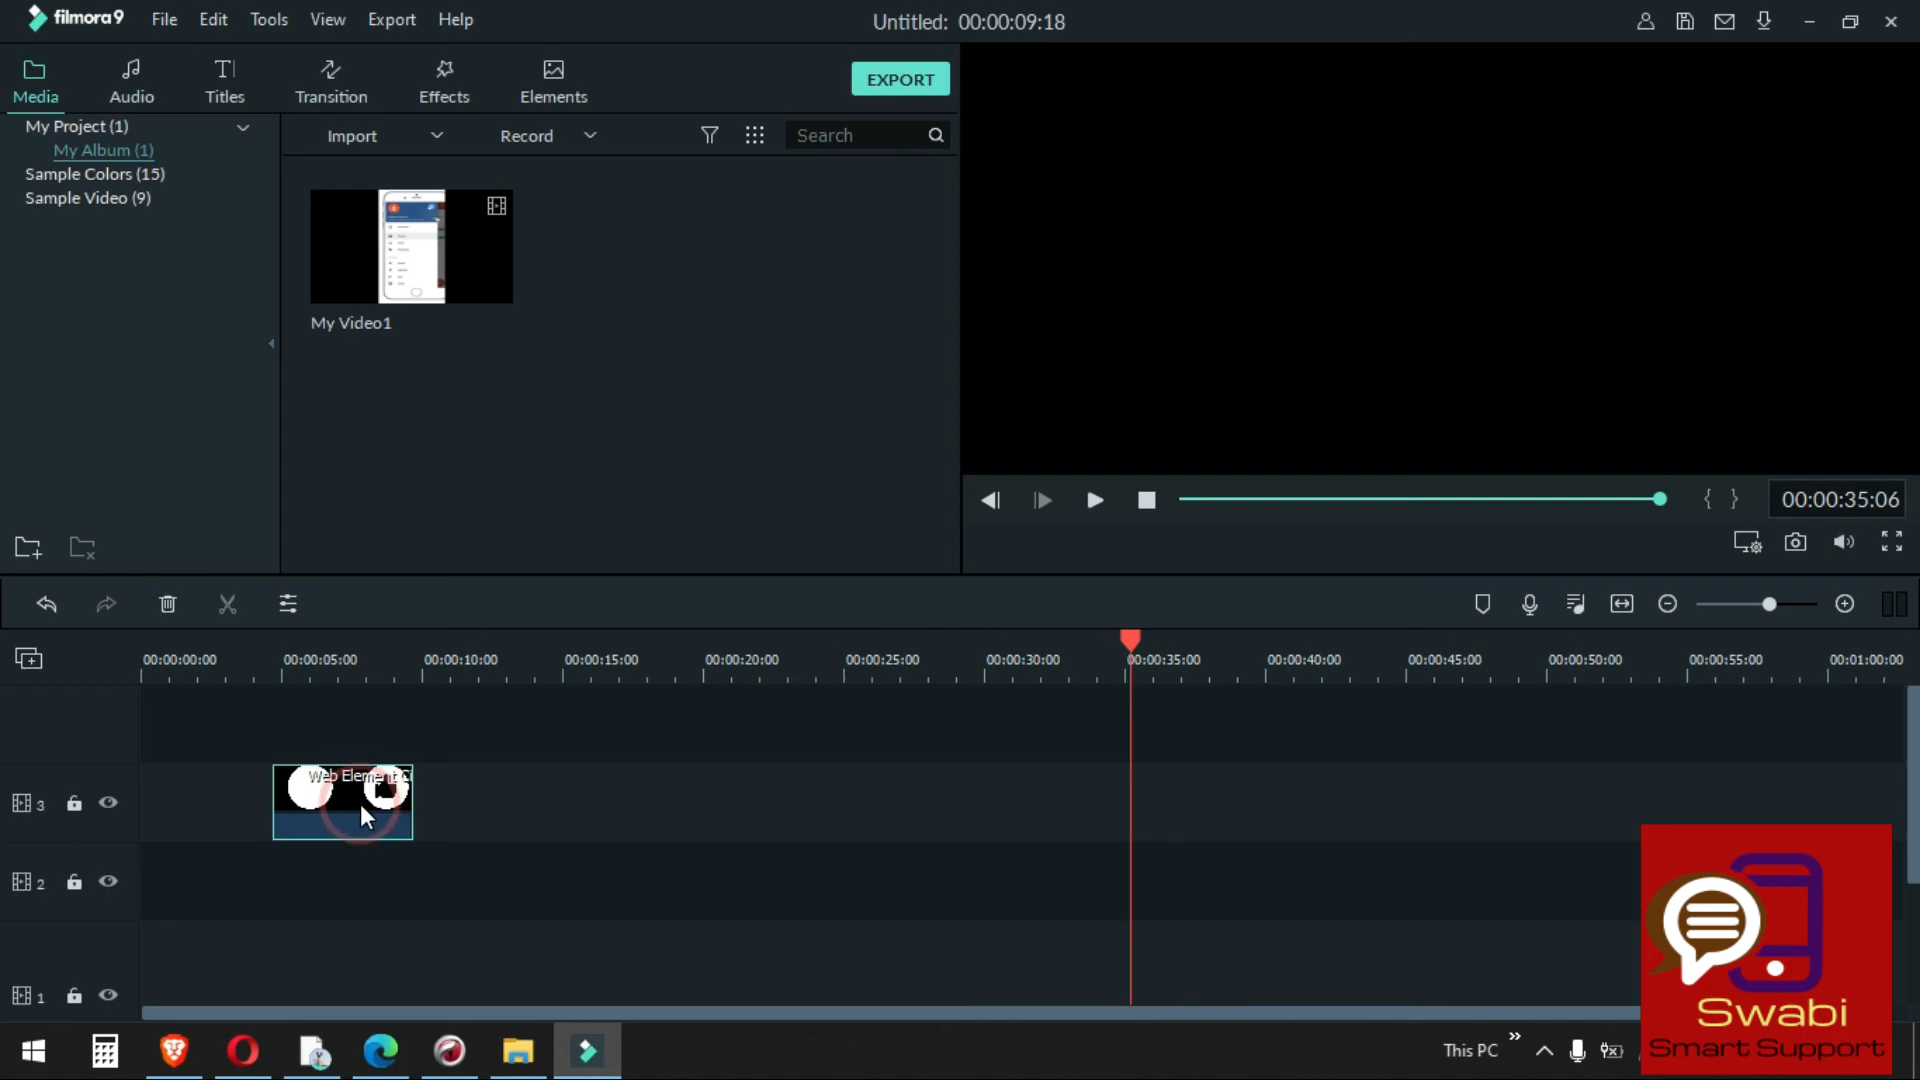 filmora9
File Edit Tools View Export Help
Untitled: 00:00:09:18
Media
Audio
Titles
Transition
Effects
Elements
EXPORT
My Project (1)
My Album (1)
Sample Colors (15)
Sample Video (9)
Import
Record
Search
My Video1
00:00:35:06
00:00:00:00
00:00:05:00
00:00:10:00
00:00:15:00
00:00:20:00
00:00:25:00
00:00:30:00
00:00:35:00
00:00:40:00
00:00:45:00
00:00:50:00
00:00:55:00
00:01:00:00
Web Element Ci
3
2
1
This PC
Swabi
Smart Support